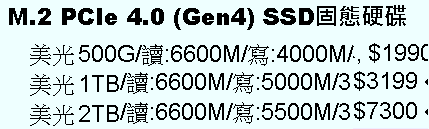 M.2 PCIe 4.0 (Gen4) SSD固態硬碟
美光500G/讀:6600M/寫:4000M/, $1990
美光1TB/讀:6600M/寫:5000M/3$3199
美光2TB/讀:6600M/寫:5500M/3$7300